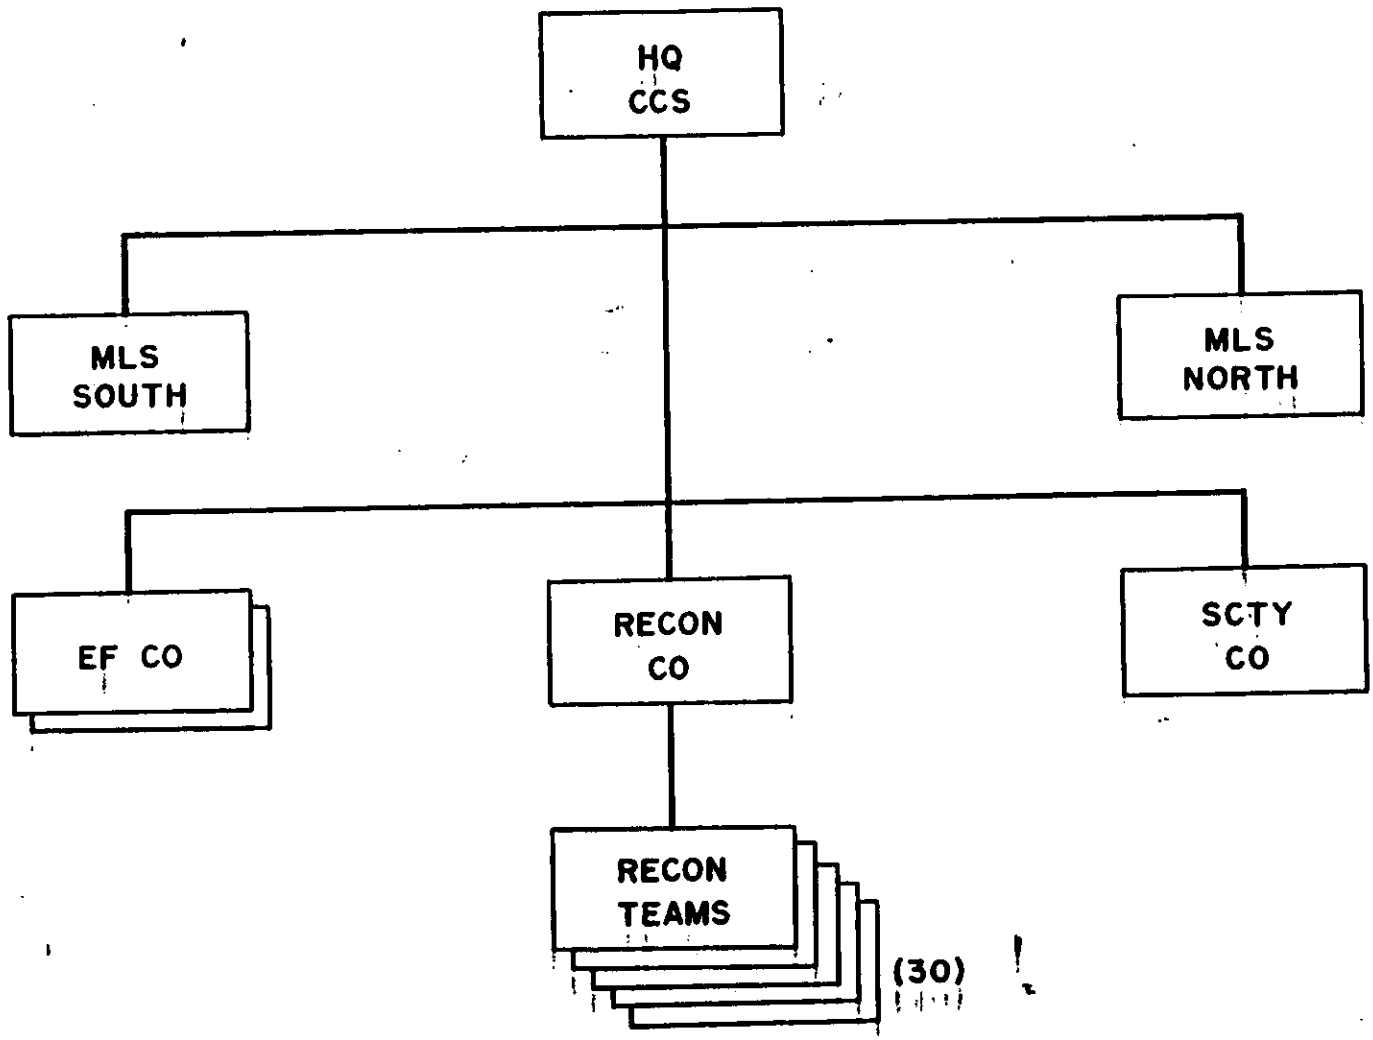 HQ
CCS
MLS
SOUTH
MLS
NORTH
EF CO
RECON
CO
SCTY
CO
RECON
TEAMS
(30)